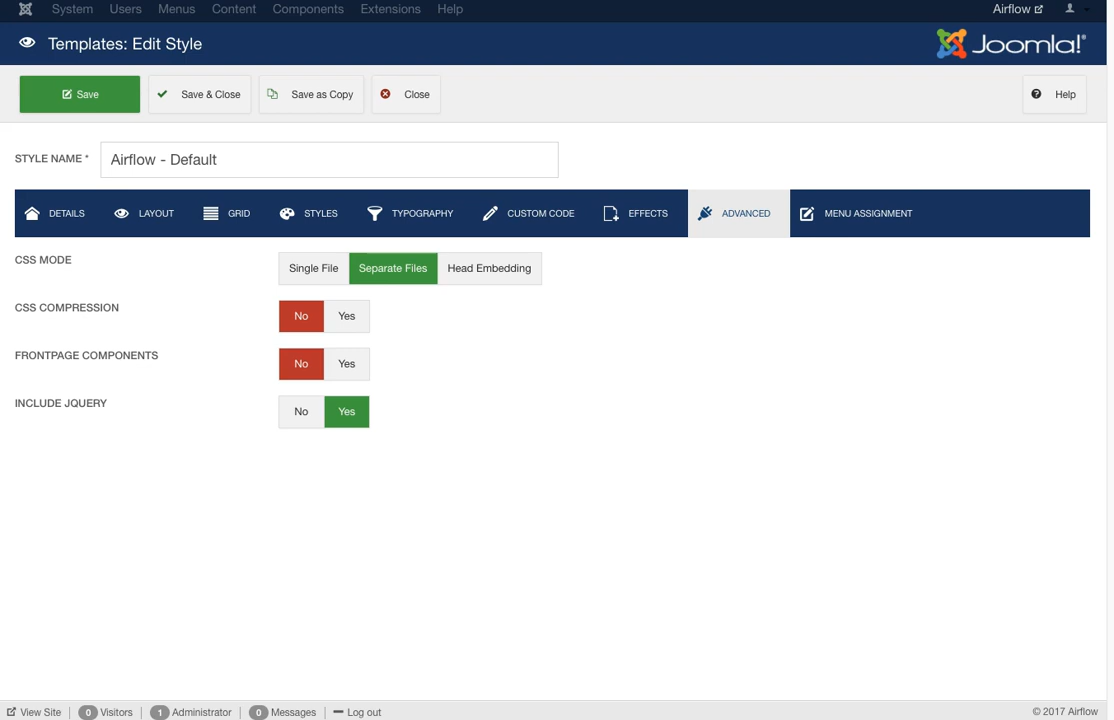 System Users Menus Content Components Extensions Help Airflow
Templates: Edit Style Joomla!®
Save Save & Close Save as Copy Close Help
STYLE NAME * Airflow - Default
DETAILS LAYOUT GRID STYLES TYPOGRAPHY CUSTOM CODE EFFECTS ADVANCED MENU ASSIGNMENT
CSS MODE Single File Separate Files Head Embedding
CSS COMPRESSION No Yes
FRONTPAGE COMPONENTS No Yes
INCLUDE JQUERY No Yes
View Site | 0 Visitors | 1 Administrator | 0 Messages | Log out © 2017 Airflow